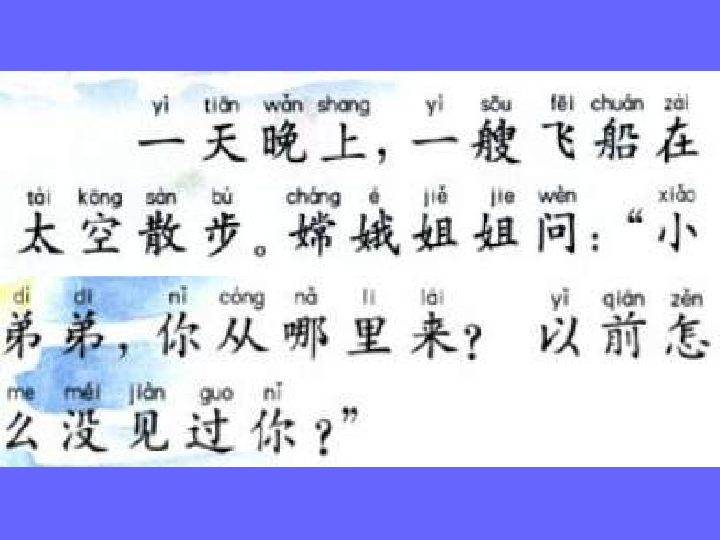 yì tiān wǎn shang yì sōu fēi chuán zài
一天晚上，一艘飞船在
tài kōng sàn bù cháng é jiě jie wèn xiǎo
太空散步。嫦娥姐姐问：“小
dì di nǐ cóng nǎ li lái yǐ qián zěn
弟弟，你从哪里来？以前怎
me méi jiàn guo nǐ
么没见过你？”